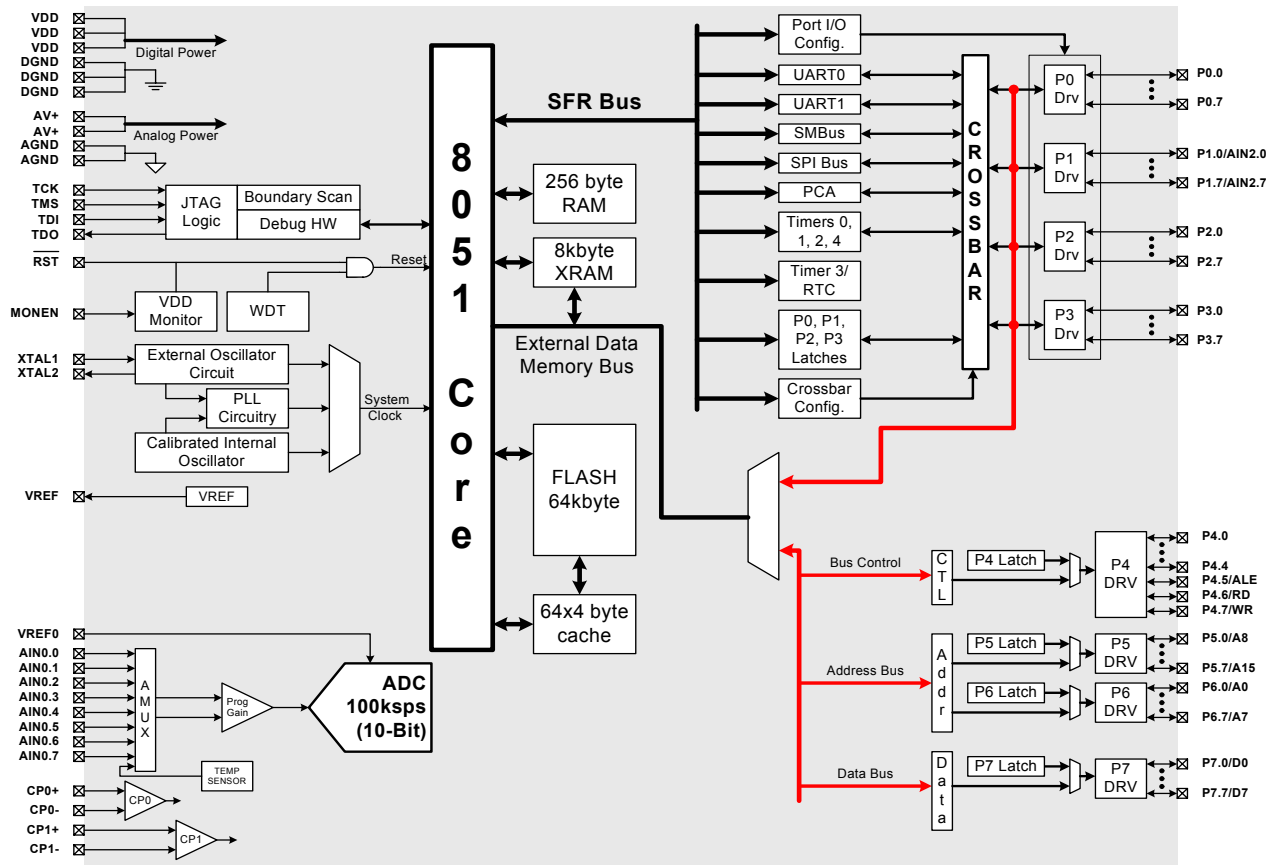 VDD
VDD
VDD
Digital Power
DGND
DGND
DGND
AV+
AV+
Analog Power
AGND
AGND
TCK
TMS
TDI
TDO
JTAG
Logic
Boundary Scan
Debug HW
RST
Reset
MONEN
VDD
Monitor
WDT
XTAL1
XTAL2
External Oscillator
Circuit
PLL
Circuitry
Calibrated Internal
Oscillator
System
Clock
VREF
VREF
VREF0
AIN0.0
AIN0.1
AIN0.2
AIN0.3
AIN0.4
AIN0.5
AIN0.6
AIN0.7
AMUX
Prog
Gain
ADC
100ksps
(10-Bit)
TEMP
SENSOR
CP0+
CP0-
CP0
CP1+
CP1-
CP1
8051 Core
SFR Bus
256 byte
RAM
8kbyte
XRAM
External Data
Memory Bus
FLASH
64kbyte
64x4 byte
cache
Port I/O
Config.
UART0
UART1
SMBus
SPI Bus
PCA
Timers 0,
1, 2, 4
Timer 3/
RTC
P0, P1,
P2, P3
Latches
Crossbar
Config.
CROSSBAR
P0
Drv
P1
Drv
P2
Drv
P3
Drv
P0.0
P0.7
P1.0/AIN2.0
P1.7/AIN2.7
P2.0
P2.7
P3.0
P3.7
Bus Control
CTL
P4 Latch
P4
DRV
P4.0
P4.4
P4.5/ALE
P4.6/RD
P4.7/WR
Address Bus
Addr
P5 Latch
P5
DRV
P5.0/A8
P5.7/A15
P6 Latch
P6
DRV
P6.0/A0
P6.7/A7
Data Bus
Data
P7 Latch
P7
DRV
P7.0/D0
P7.7/D7